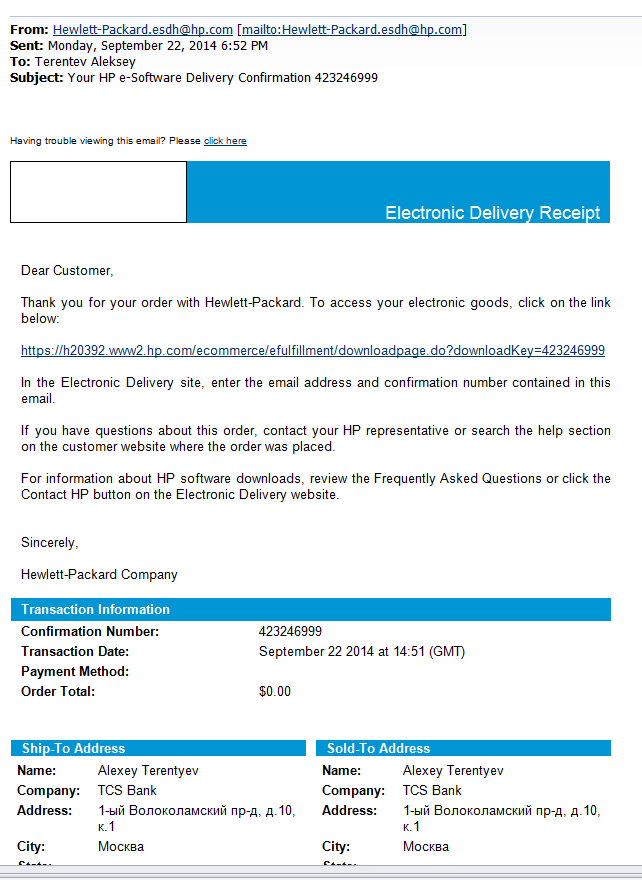 From: Hewlett-Packard.esdh@hp.com [mailto:Hewlett-Packard.esdh@hp.com]
Sent: Monday, September 22, 2014 6:52 PM
To: Terentev Aleksey
Subject: Your HP e-Software Delivery Confirmation 423246999
Having trouble viewing this email? Please click here
Electronic Delivery Receipt
Dear Customer,
Thank you for your order with Hewlett-Packard. To access your electronic goods, click on the link
below:
https://h20392.www2.hp.com/ecommerce/efulfillment/downloadpage.do?downloadKey=423246999
In the Electronic Delivery site, enter the email address and confirmation number contained in this
email.
If you have questions about this order, contact your HP representative or search the help section
on the customer website where the order was placed.
For information about HP software downloads, review the Frequently Asked Questions or click the
Contact HP button on the Electronic Delivery website.
Sincerely,
Hewlett-Packard Company
Transaction Information
Confirmation Number: 423246999
Transaction Date: September 22 2014 at 14:51 (GMT)
Payment Method:
Order Total: $0.00
Ship-To Address
Name: Alexey Terentyev
Company: TCS Bank
Address: 1-ый Волоколамский пр-д, д.10,
к.1
City: Москва
State:
Sold-To Address
Name: Alexey Terentyev
Company: TCS Bank
Address: 1-ый Волоколамский пр-д, д.10,
к.1
City: Москва
State: